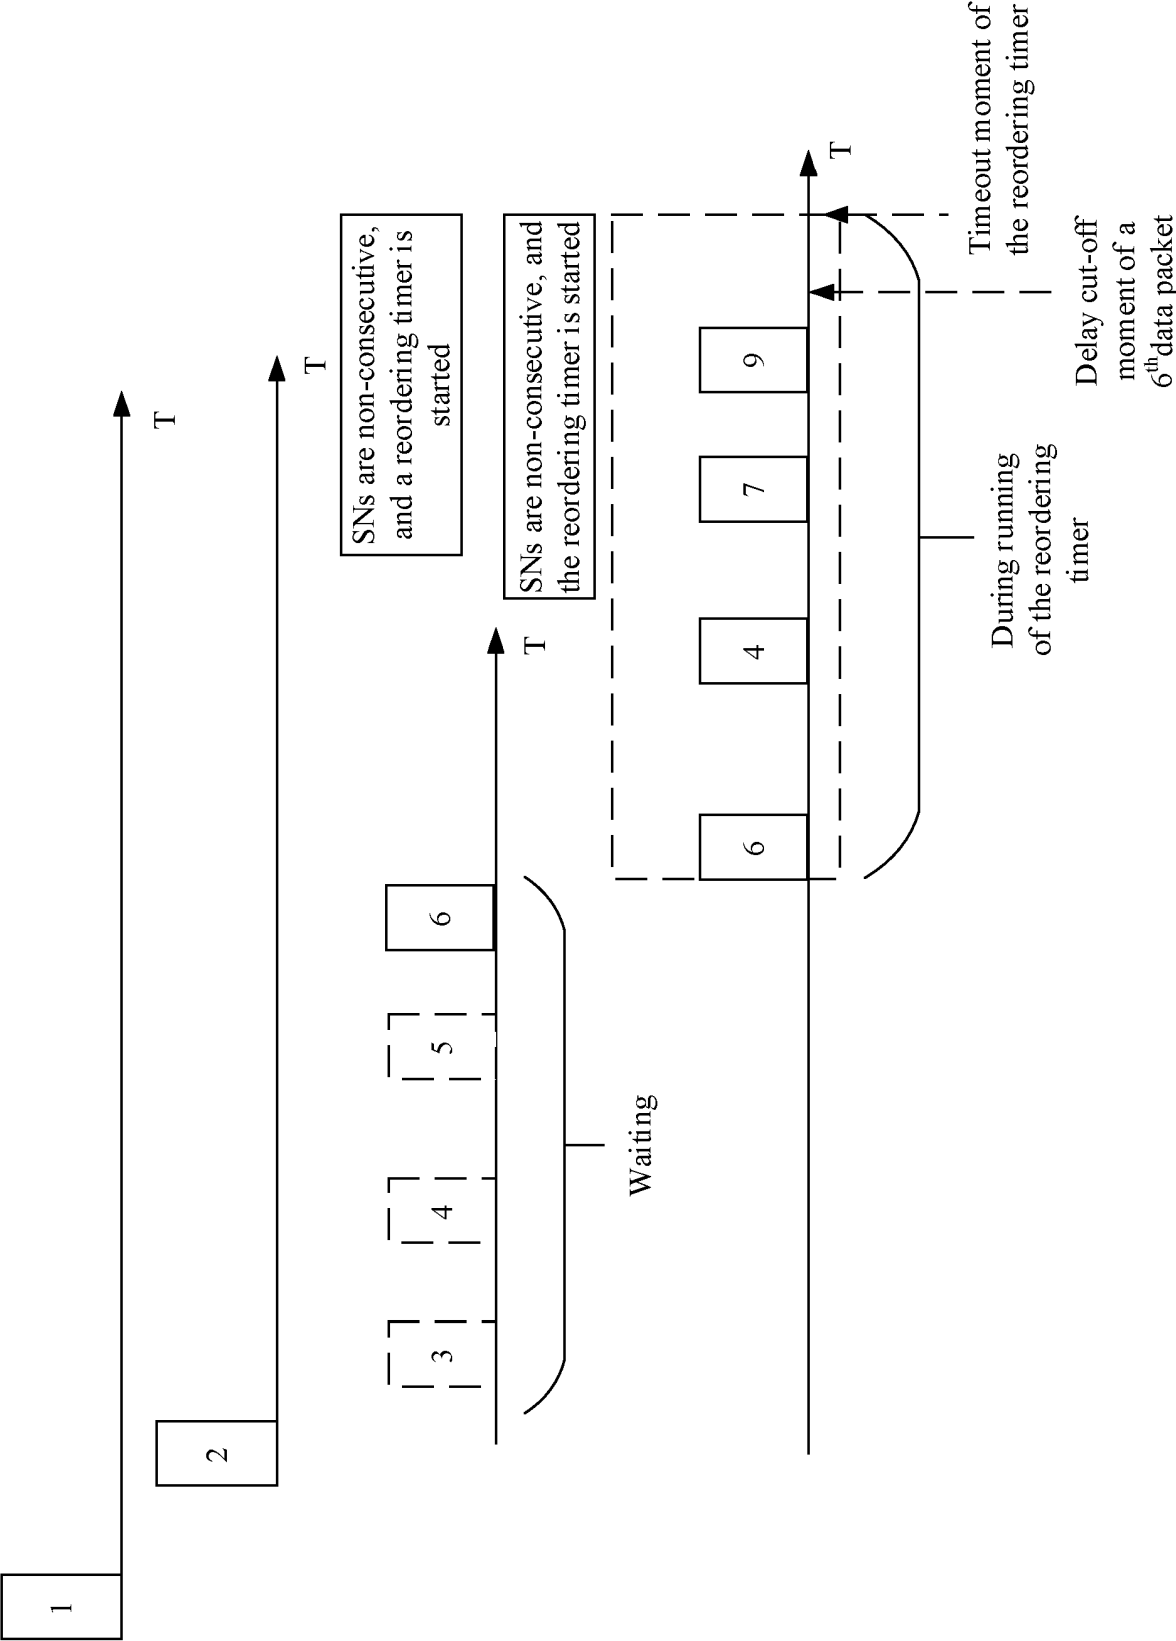 1
T
2
T
SNs are non-consecutive,
and a reordering timer is
started
3
4
5
6
T
Waiting
SNs are non-consecutive, and
the reordering timer is started
6
4
7
9
T
During running
of the reordering
timer
Delay cut-off
moment of a
6th data packet
Timeout moment of
the reordering timer